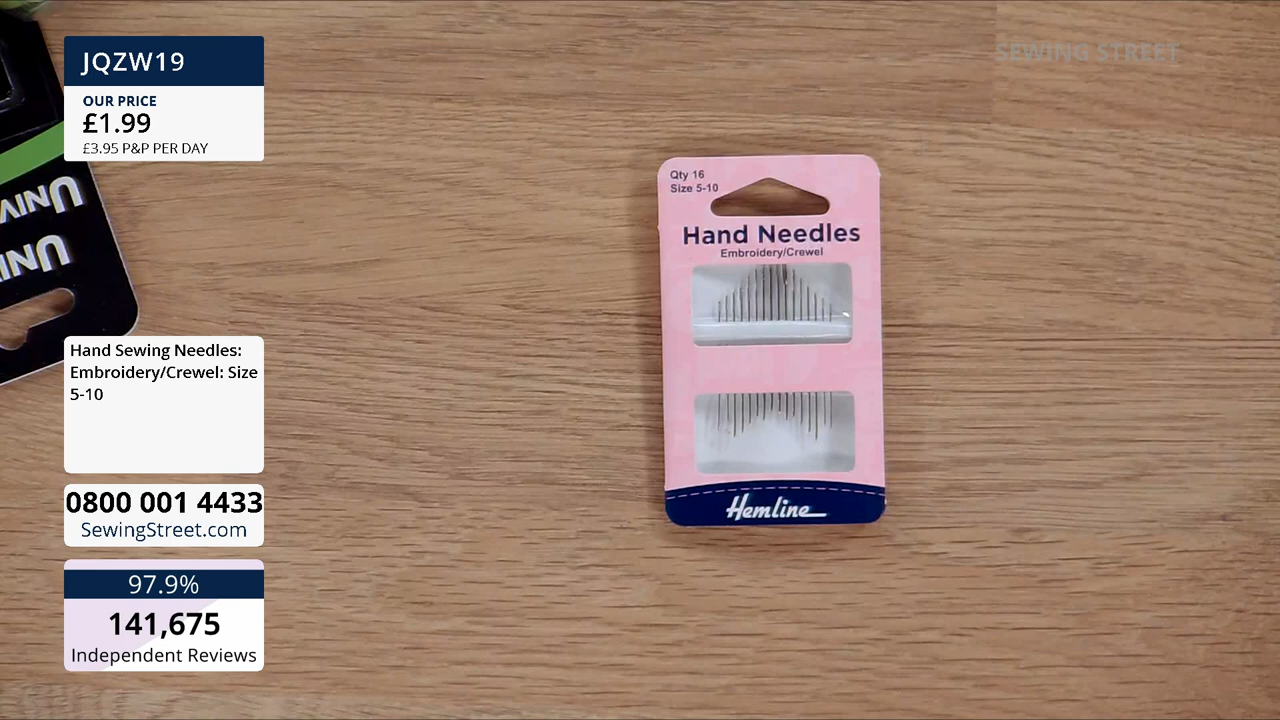 JQZW19
OUR PRICE
£1.99
£3.95 P&P PER DAY
SEWING STREET
Qty 16
Size 5-10
Hand Needles
Embroidery/Crewel
Hemline
UNIV
UNI
Hand Sewing Needles:
Embroidery/Crewel: Size
5-10
0800 001 4433
SewingStreet.com
97.9%
141,675
Independent Reviews